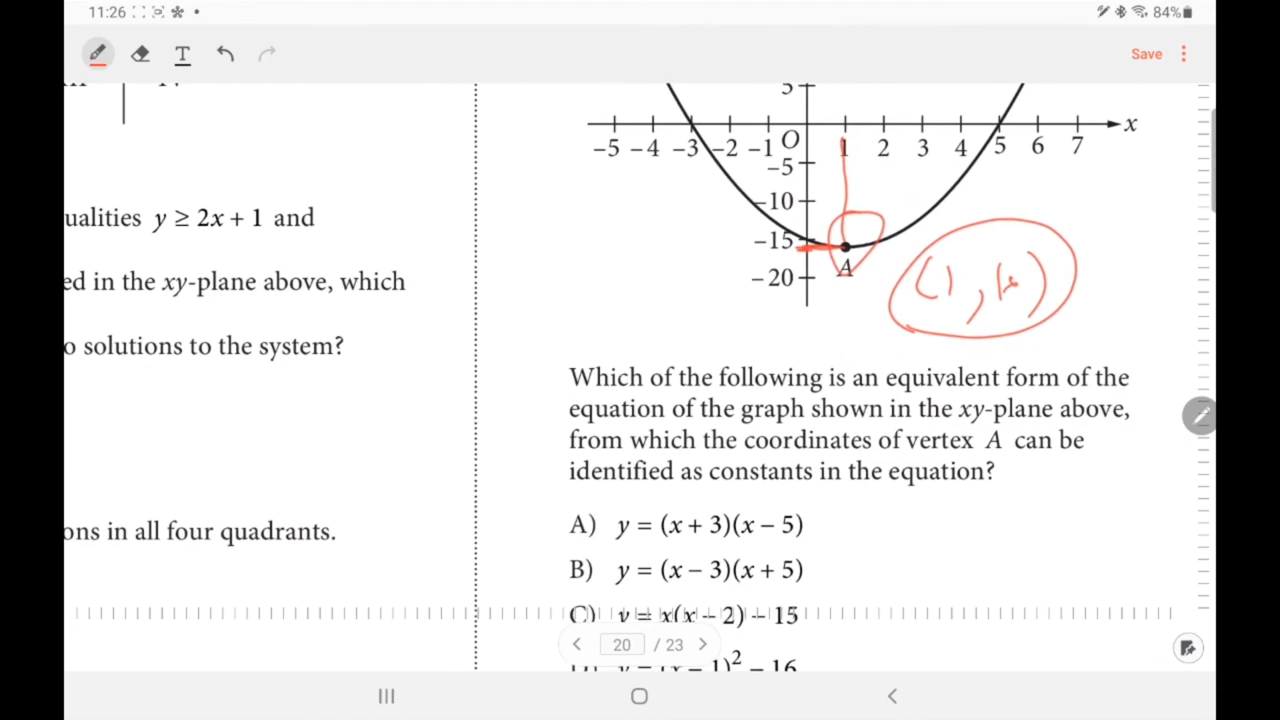 11:26
84%
T
Save
5
x
-5 -4 -3 -2 -1 O 1 2 3 4 5 6 7
-5
-10
-15
-20
A
(1, 16)
ualities y ≥ 2x + 1 and
ed in the xy-plane above, which
o solutions to the system?
ons in all four quadrants.
Which of the following is an equivalent form of the
equation of the graph shown in the xy-plane above,
from which the coordinates of vertex A can be
identified as constants in the equation?
A) y = (x + 3)(x − 5)
B) y = (x − 3)(x + 5)
C) y = x(x − 2) − 15
D) y = (x − 1)² − 16
20 / 23